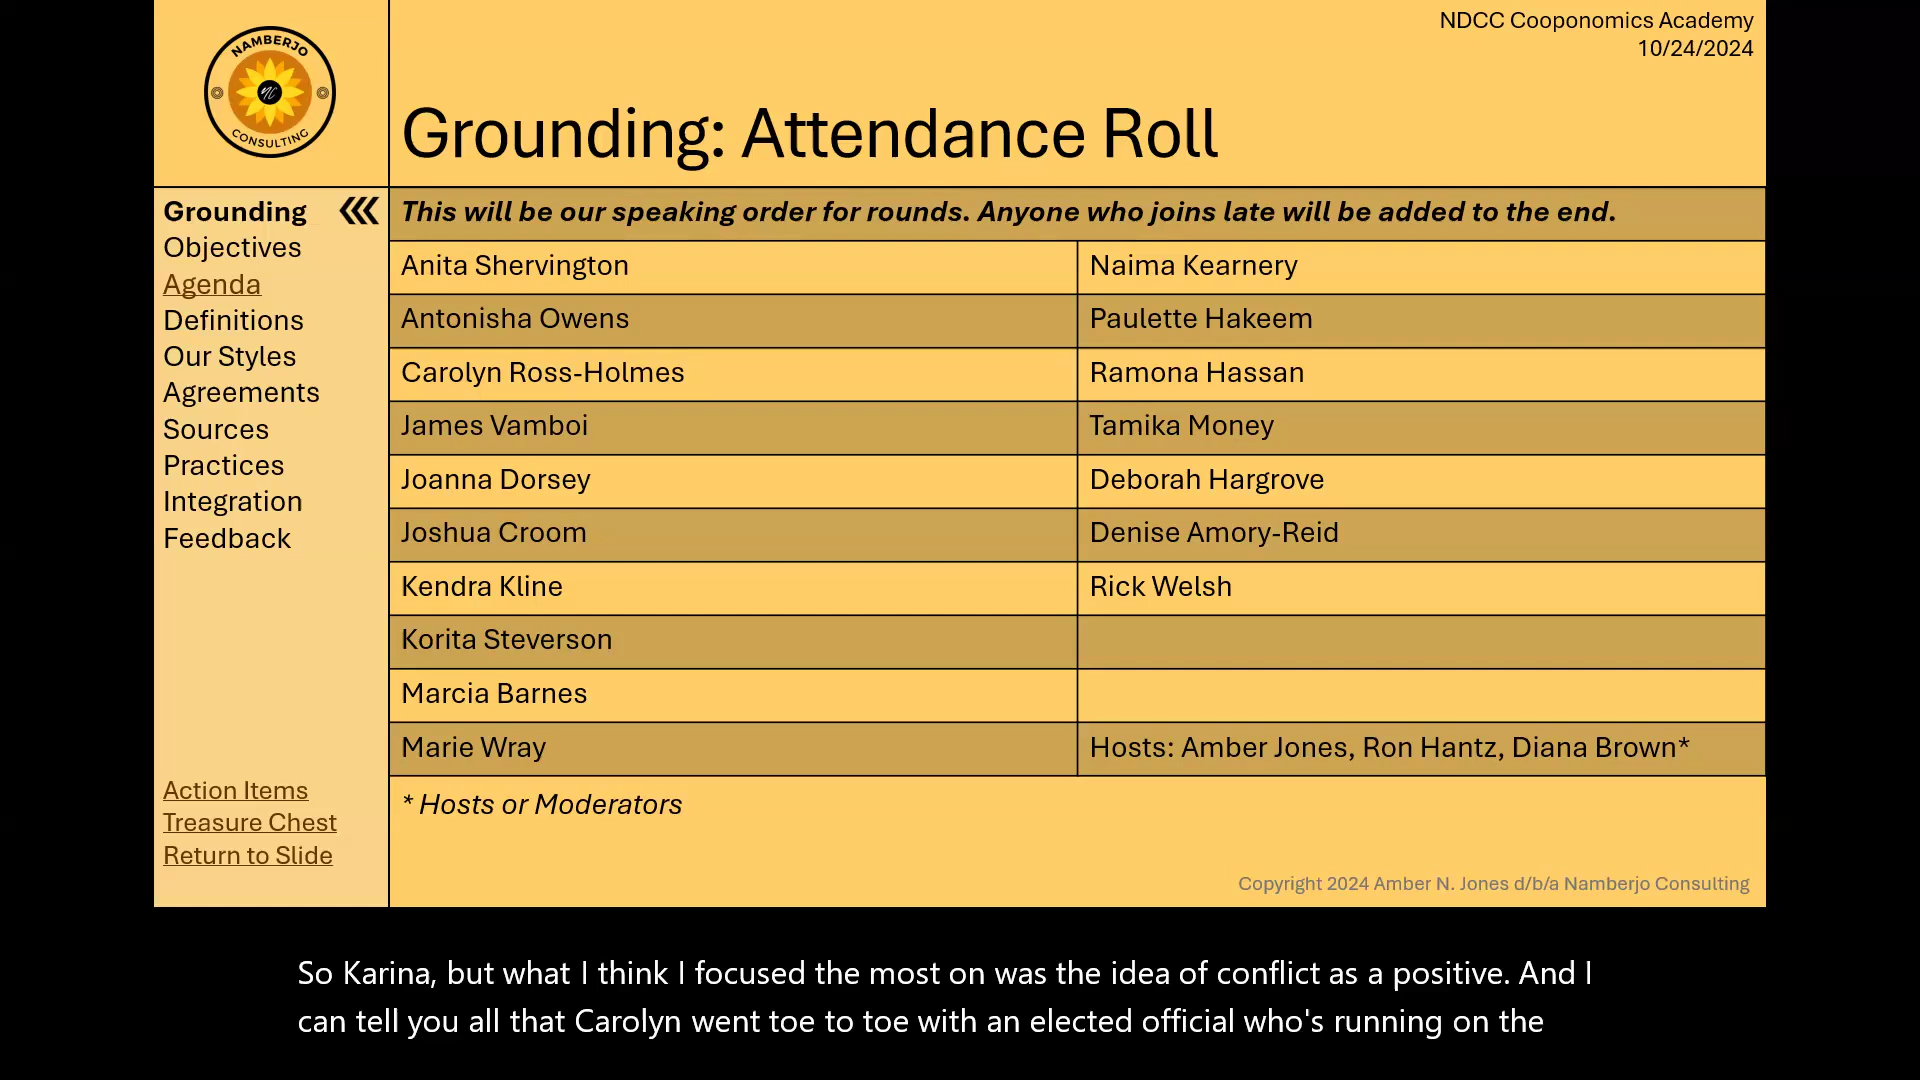 NAMBERJO
CONSULTING
NDCC Cooponomics Academy
10/24/2024
Grounding: Attendance Roll
Grounding
Objectives
Agenda
Definitions
Our Styles
Agreements
Sources
Practices
Integration
Feedback
Action Items
Treasure Chest
Return to Slide
This will be our speaking order for rounds. Anyone who joins late will be added to the end.
Anita Shervington
Naima Kearnery
Antonisha Owens
Paulette Hakeem
Carolyn Ross-Holmes
Ramona Hassan
James Vamboi
Tamika Money
Joanna Dorsey
Deborah Hargrove
Joshua Croom
Denise Amory-Reid
Kendra Kline
Rick Welsh
Korita Steverson
Marcia Barnes
Marie Wray
Hosts: Amber Jones, Ron Hantz, Diana Brown*
* Hosts or Moderators
Copyright 2024 Amber N. Jones d/b/a Namberjo Consulting
So Karina, but what I think I focused the most on was the idea of conflict as a positive. And I
can tell you all that Carolyn went toe to toe with an elected official who's running on the